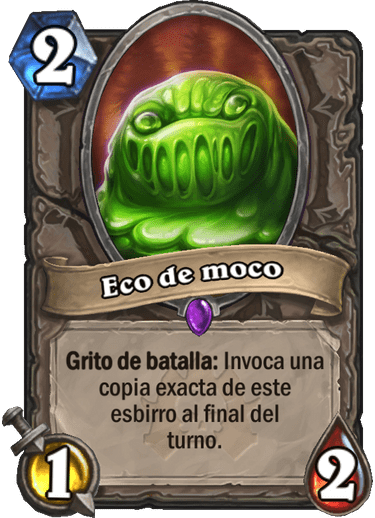 2
Eco de moco
Grito de batalla: Invoca una
copia exacta de este
esbirro al final del
turno.
1
2